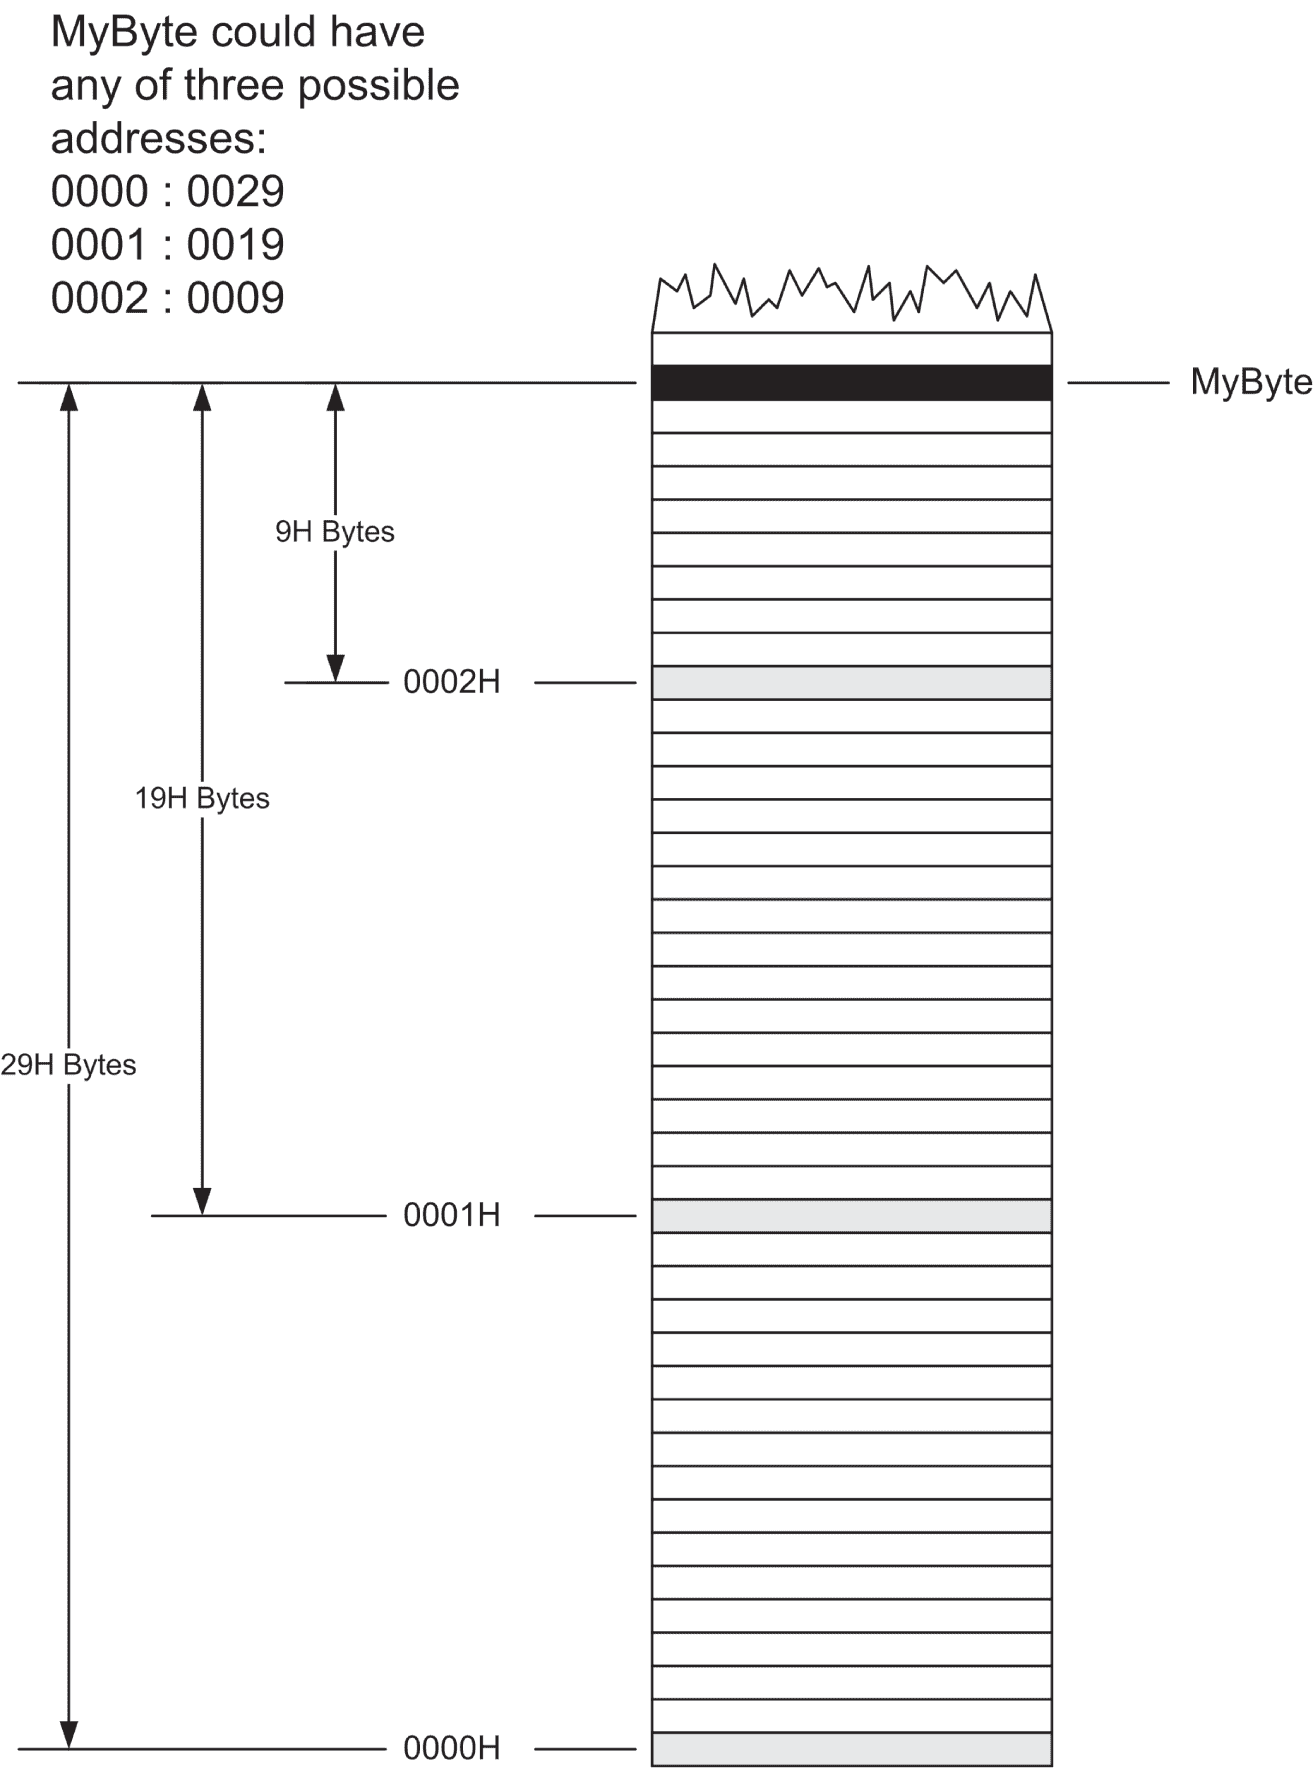 MyByte could have
any of three possible
addresses:
0000 : 0029
0001 : 0019
0002 : 0009
MyByte
9H Bytes
0002H
19H Bytes
29H Bytes
0001H
0000H